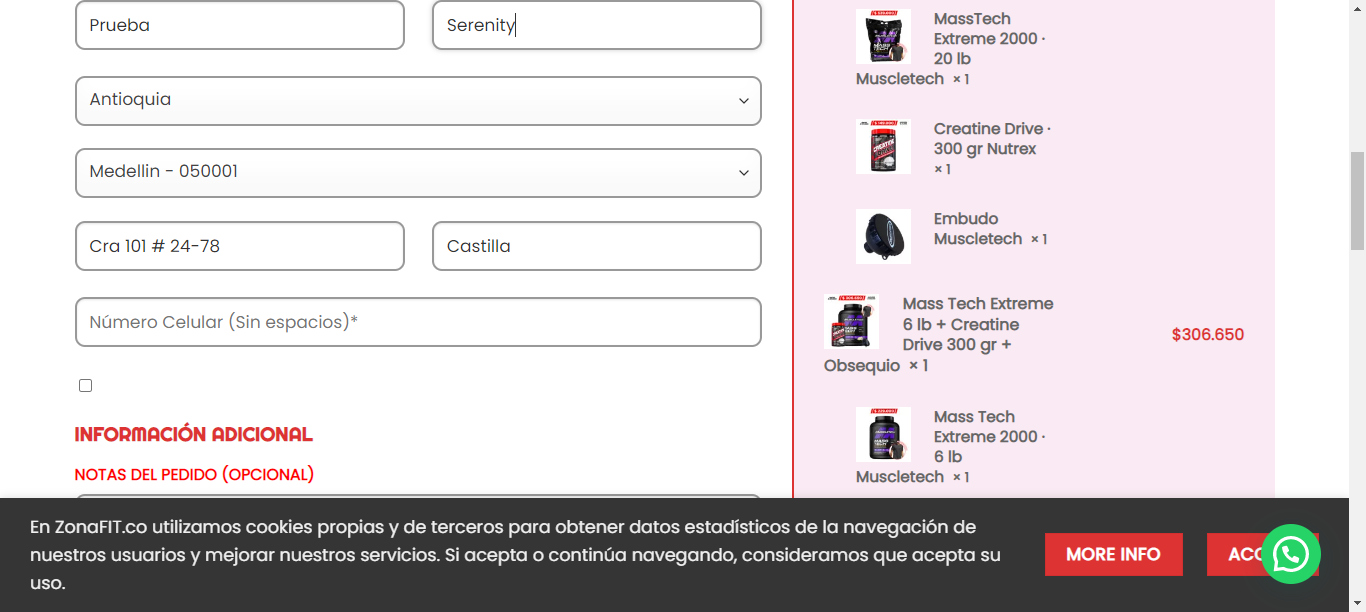 Prueba
Serenity
Antioquia
Medellin - 050001
Cra 101 # 24-78
Castilla
Número Celular (Sin espacios)*
INFORMACIÓN ADICIONAL
NOTAS DEL PEDIDO (OPCIONAL)
MassTech
Extreme 2000 ·
20 lb
Muscletech × 1
Creatine Drive ·
300 gr Nutrex
× 1
Embudo
Muscletech × 1
Mass Tech Extreme
6 lb + Creatine
Drive 300 gr +
Obsequio × 1
$306.650
Mass Tech
Extreme 2000 ·
6 lb
Muscletech × 1
En ZonaFIT.co utilizamos cookies propias y de terceros para obtener datos estadísticos de la navegación de
nuestros usuarios y mejorar nuestros servicios. Si acepta o continúa navegando, consideramos que acepta su
uso.
MORE INFO